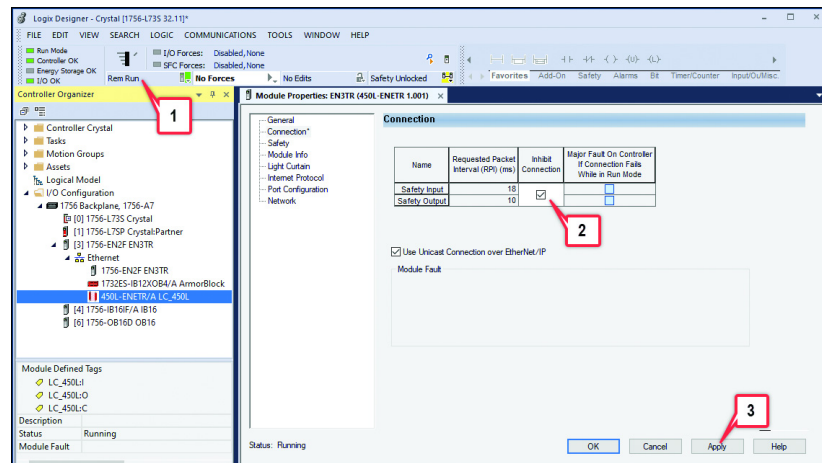 Logix Designer - Crystal [1756-L73S 32.11]*
FILE EDIT VIEW SEARCH LOGIC COMMUNICATIONS TOOLS WINDOW HELP
Run Mode
Controller OK
Energy Storage OK
I/O OK
Rem Run
I/O Forces: Disabled,None
SFC Forces: Disabled,None
No Forces
No Edits
Safety Unlocked
Favorites Add-On Safety Alarms Bit Timer/Counter Input/Ou/Misc.
1
Controller Organizer
Controller Crystal
Tasks
Motion Groups
Assets
Logical Model
I/O Configuration
1756 Backplane, 1756-A7
[0] 1756-L73S Crystal
[1] 1756-L7SP Crystal:Partner
[3] 1756-EN2F EN3TR
Ethernet
1756-EN2F EN3TR
1732ES-IB12XOB4/A ArmorBlock
450L-ENETR/A LC_450L
[4] 1756-IB16IF/A IB16
[6] 1756-OB16D OB16
Module Defined Tags
LC_450L:I
LC_450L:O
LC_450L:C
Description
Status Running
Module Fault
Module Properties: EN3TR (450L-ENETR 1.001) ×
General
Connection*
Safety
Module Info
Light Curtain
Internet Protocol
Port Configuration
Network
Connection
Name
Requested Packet Interval (RPI) (ms)
Inhibit Connection
Major Fault On Controller If Connection Fails While in Run Mode
Safety Input 18
Safety Output 10
2
Use Unicast Connection over EtherNet/IP
Module Fault
3
Status: Running
OK Cancel Apply Help